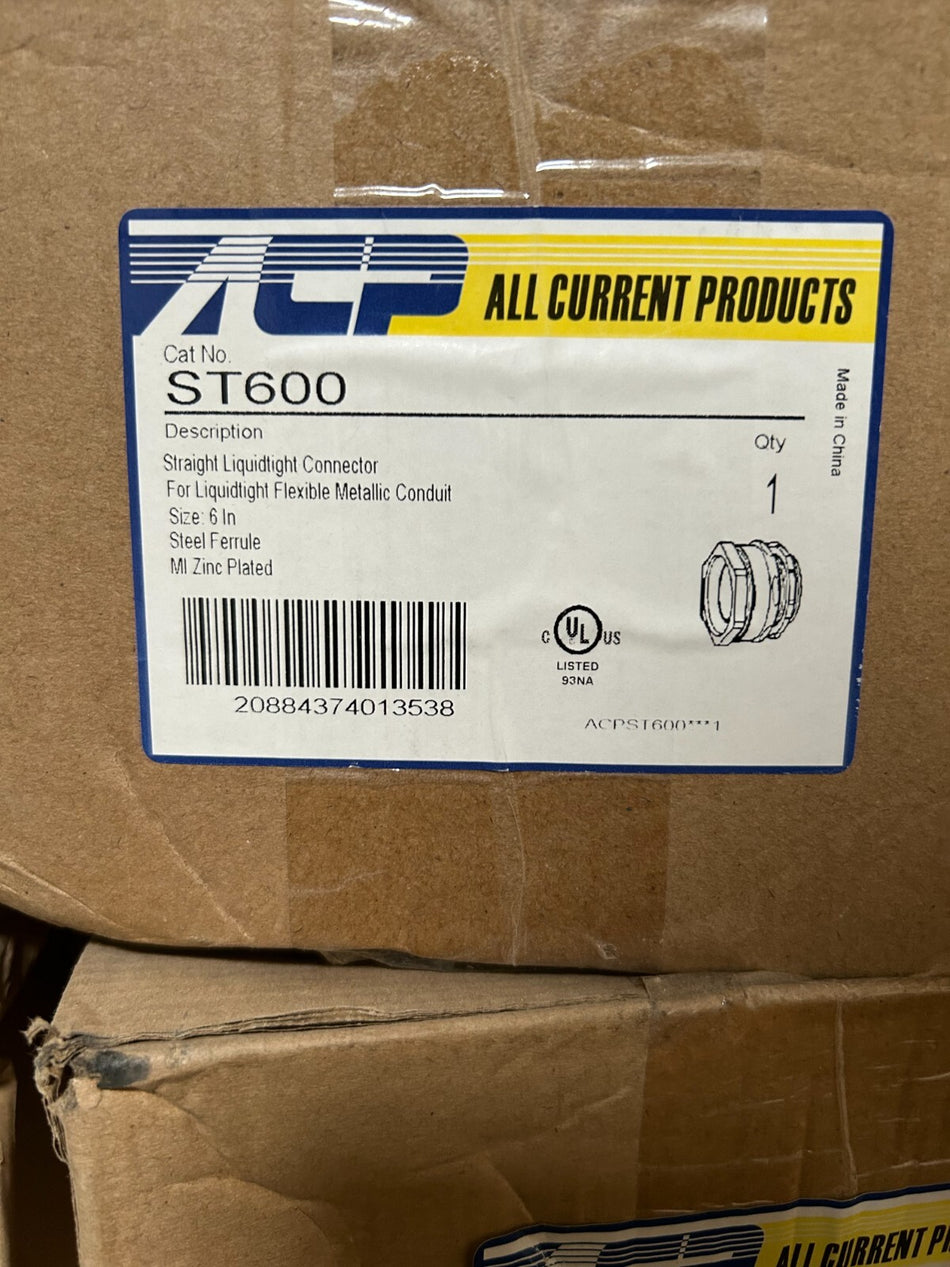 ACP ALL CURRENT PRODUCTS
Cat No.
ST600
Made in China
Description
Qty
1
Straight Liquidtight Connector
For Liquidtight Flexible Metallic Conduit
Size: 6 In
Steel Ferrule
MI Zinc Plated
20884374013538
C UL US
LISTED
93NA
ACPST600***1
ACP ALL CURRENT